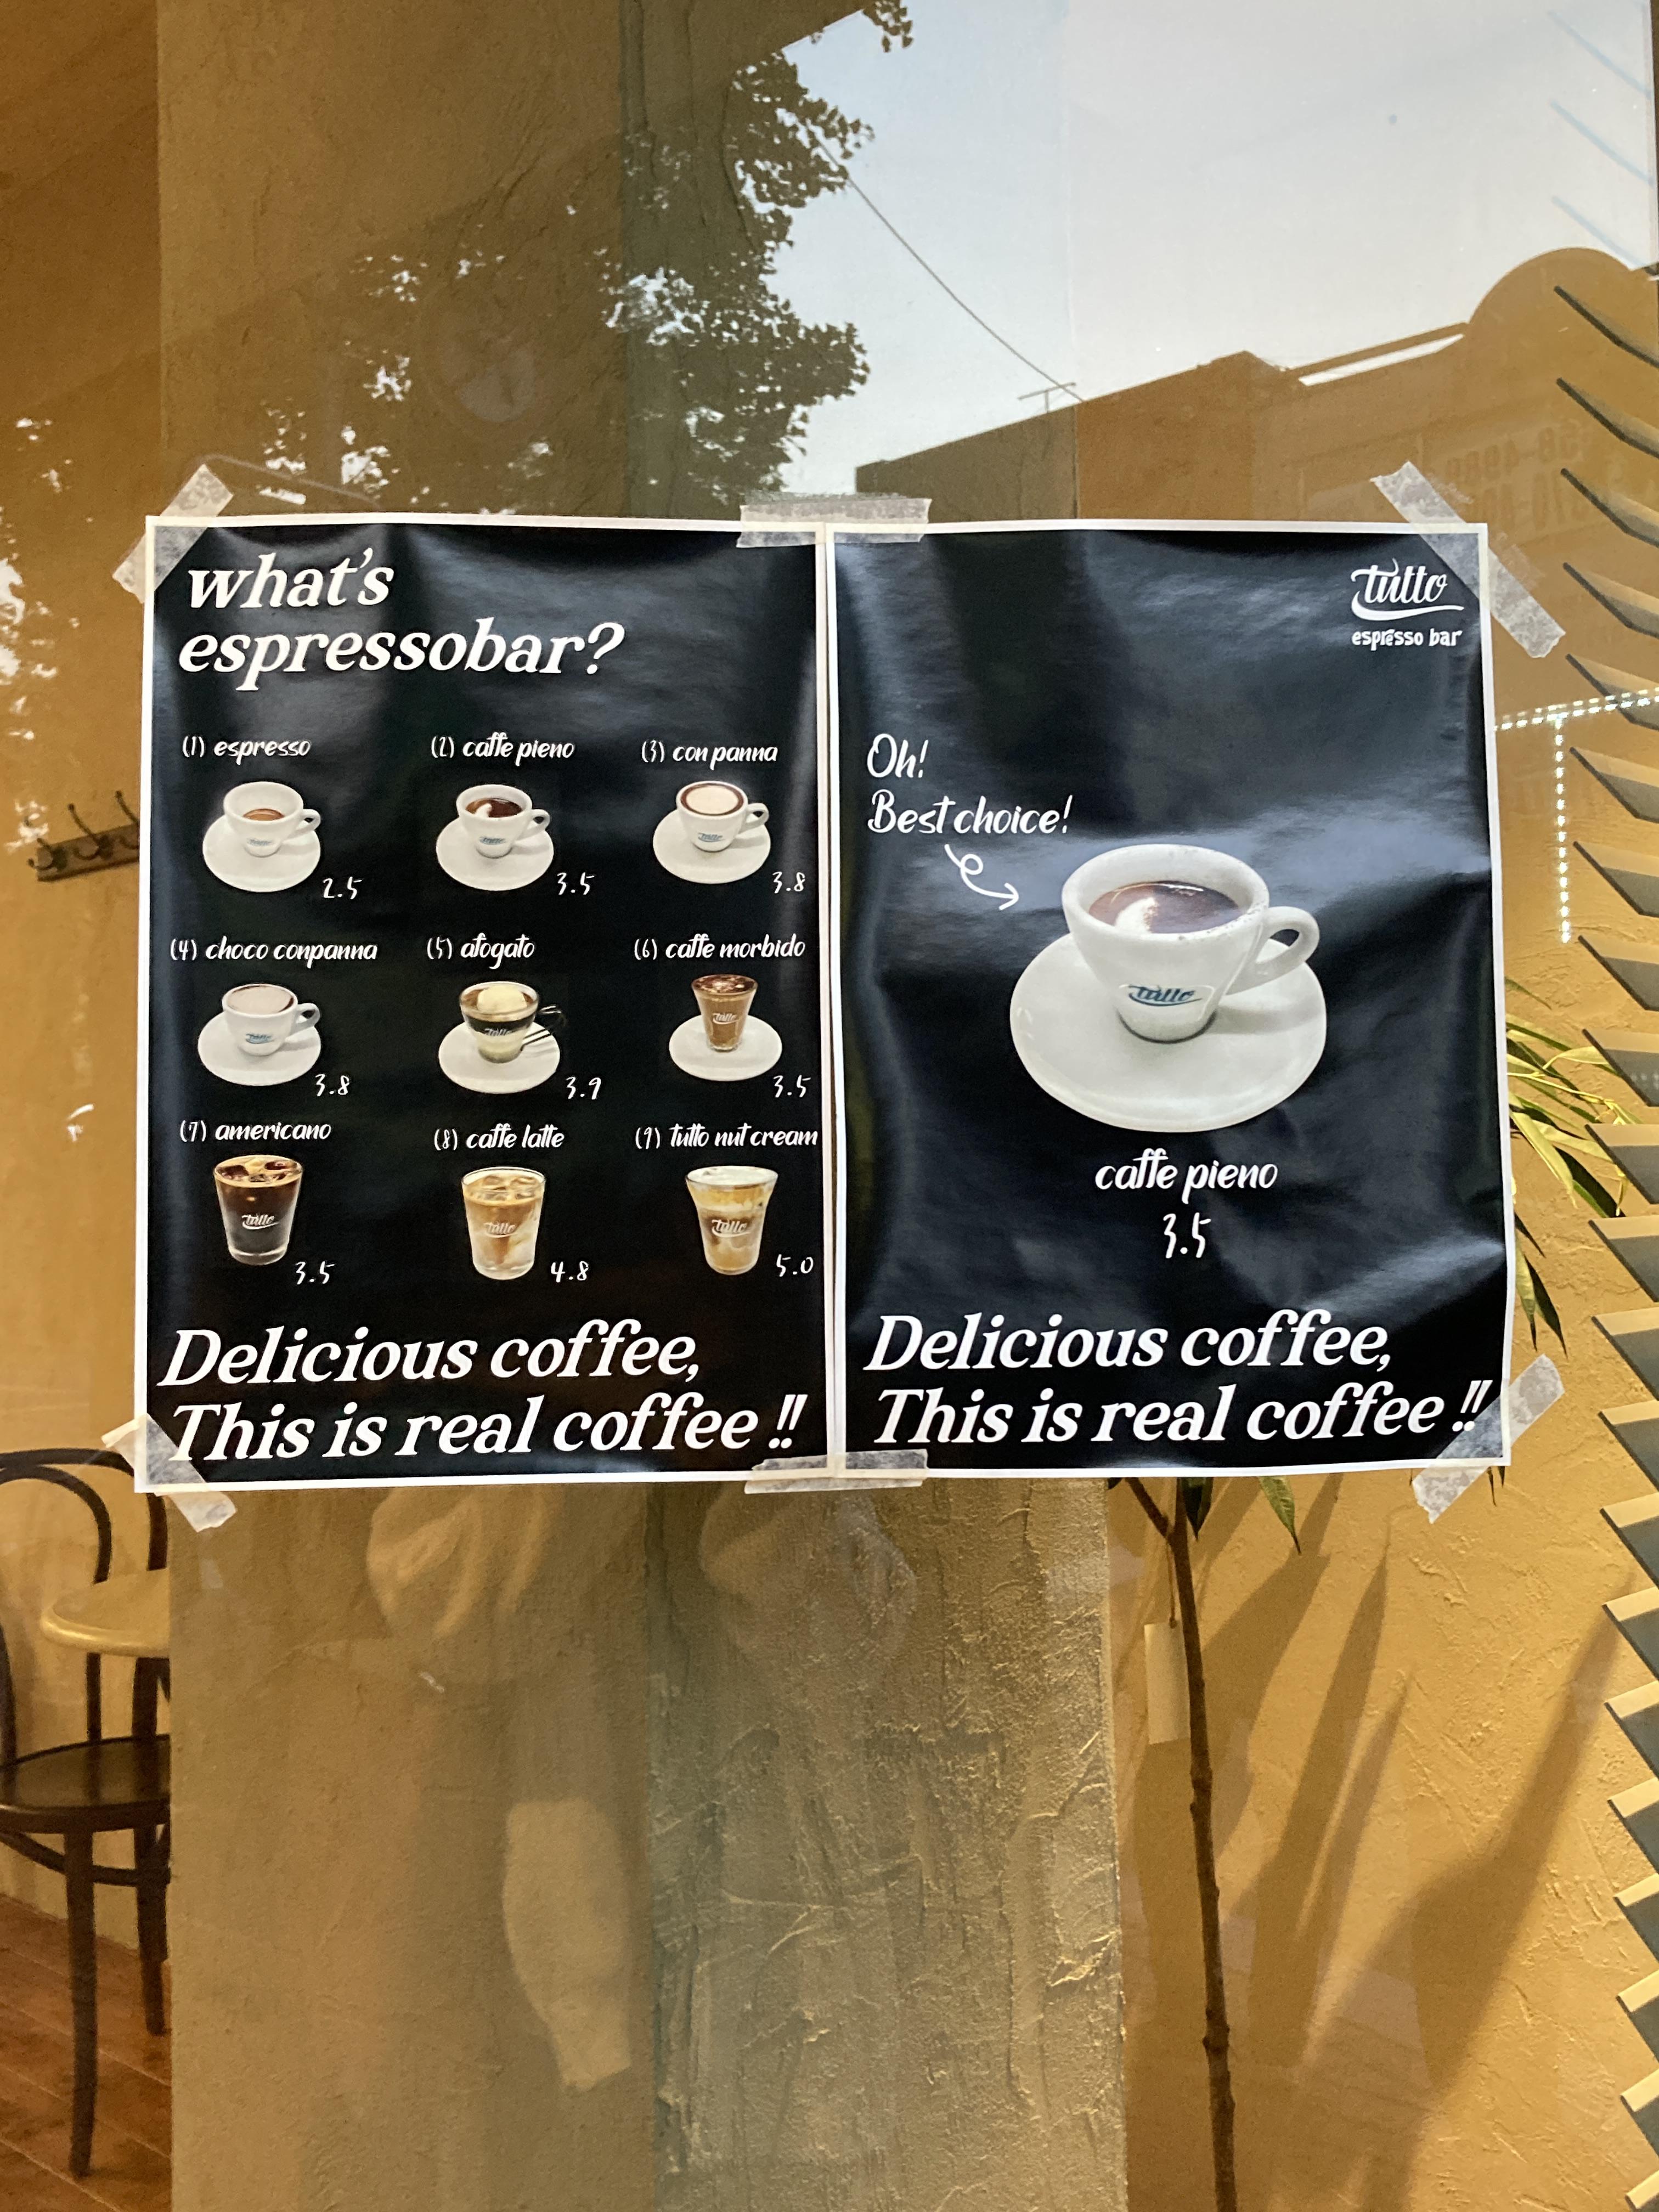 what's
espressobar?
(1) espresso
2.5
(2) caffe pieno
3.5
(3) con panna
3.8
(4) choco conpanna
3.8
(5) afogato
3.9
(6) caffe morbido
3.5
(7) americano
3.5
(8) caffe latte
4.8
(9) tutto nut cream
5.0
Delicious coffee,
This is real coffee !!
tutto
espresso bar
Oh!
Best choice!
tutto
caffe pieno
3.5
Delicious coffee,
This is real coffee !!